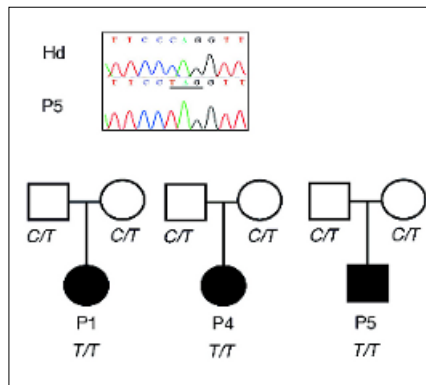 T T C C C A G G T T
Hd
T T C C T A G G T T
P5
C/T C/T C/T C/T C/T C/T
P1 P4 P5
T/T T/T T/T